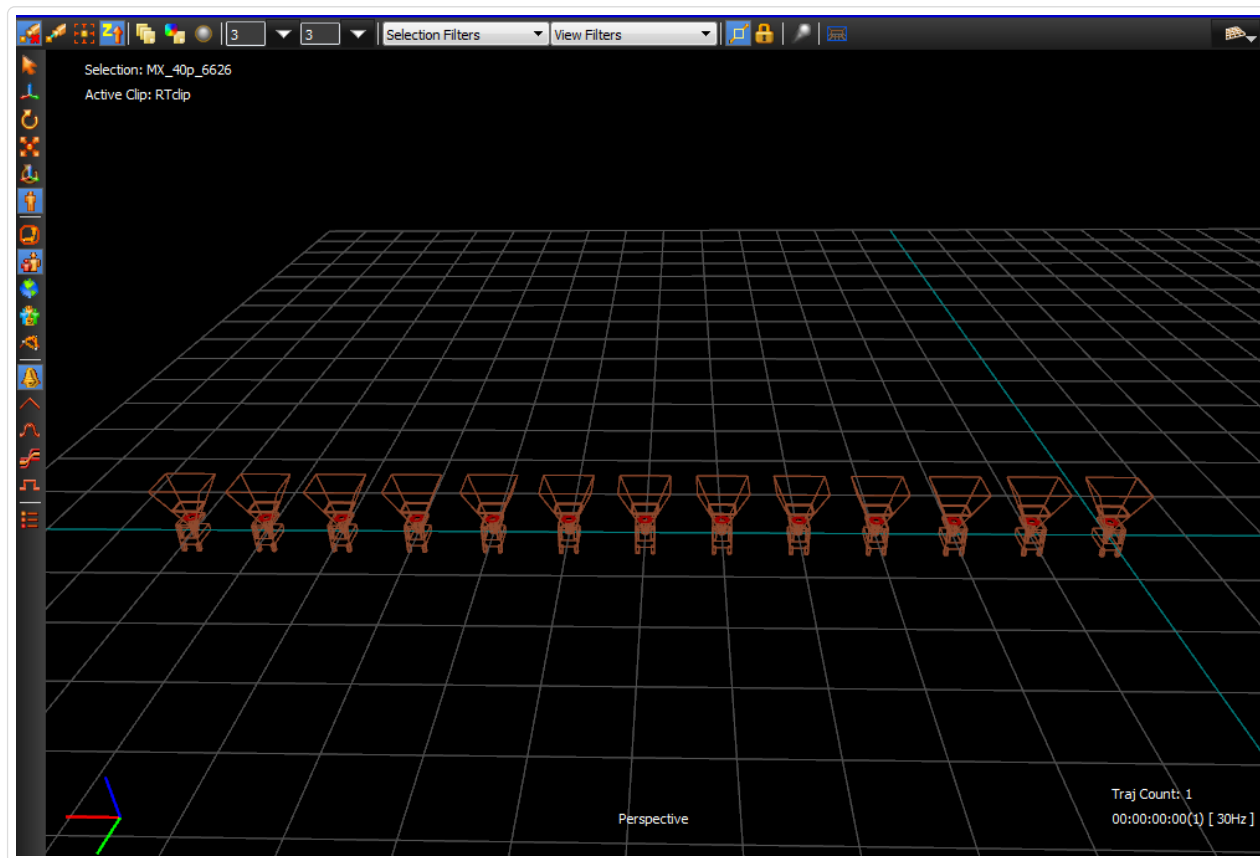 3 3 Selection Filters View Filters
Selection: MX_40p_6626
Active Clip: RTclip
Traj Count: 1
Perspective
00:00:00:00(1) [ 30Hz ]